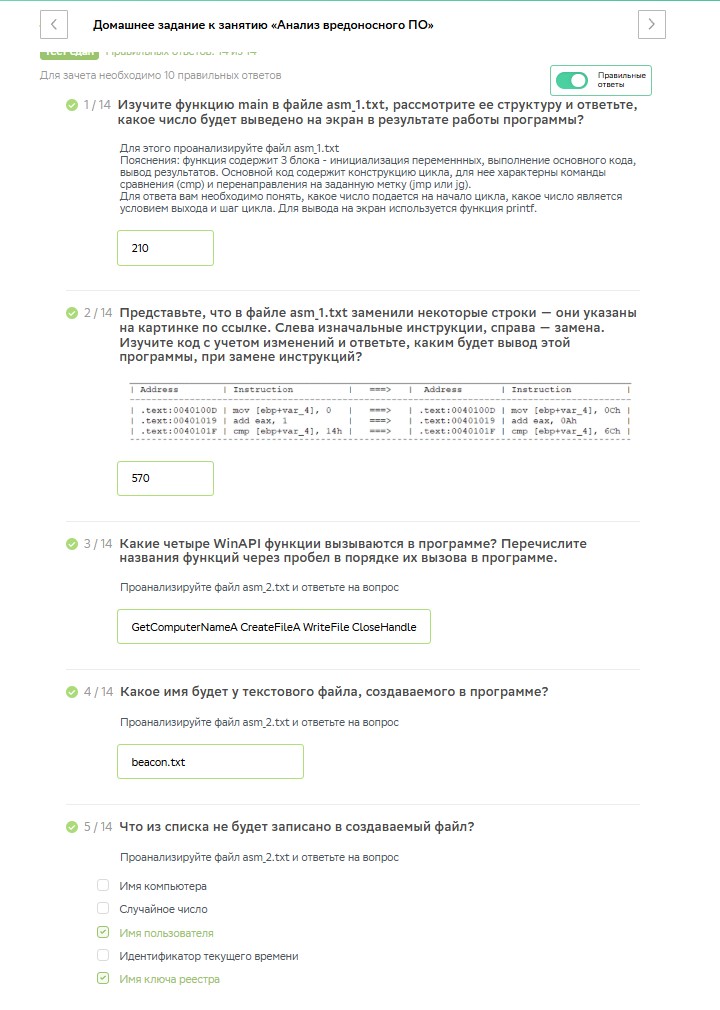 Домашнее задание к занятию «Анализ вредоносного ПО»
Тест сдан Правильных ответов: 14 из 14
Для зачета необходимо 10 правильных ответов
Правильные
ответы
1 / 14 Изучите функцию main в файле asm_1.txt, рассмотрите ее структуру и ответьте,
какое число будет выведено на экран в результате работы программы?
Для этого проанализируйте файл asm_1.txt
Пояснения: функция содержит 3 блока - инициализация переменнных, выполнение основного кода,
вывод результатов. Основной код содержит конструкцию цикла, для нее характерны команды
сравнения (cmp) и перенаправления на заданную метку (jmp или jg).
Для ответа вам необходимо понять, какое число подается на начало цикла, какое число является
условием выхода и шаг цикла. Для вывода на экран используется функция printf.
210
2 / 14 Представьте, что в файле asm_1.txt заменили некоторые строки — они указаны
на картинке по ссылке. Слева изначальные инструкции, справа — замена.
Изучите код с учетом изменений и ответьте, каким будет вывод этой
программы, при замене инструкций?
| Address | Instruction | ===> | Address | Instruction |
| .text:0040100D | mov [ebp+var_4], 0 | ===> | .text:0040100D | mov [ebp+var_4], 0Ch |
| .text:00401019 | add eax, 1 | ===> | .text:00401019 | add eax, 0Ah |
| .text:0040101F | cmp [ebp+var_4], 14h | ===> | .text:0040101F | cmp [ebp+var_4], 6Ch |
570
3 / 14 Какие четыре WinAPI функции вызываются в программе? Перечислите
названия функций через пробел в порядке их вызова в программе.
Проанализируйте файл asm_2.txt и ответьте на вопрос
GetComputerNameA CreateFileA WriteFile CloseHandle
4 / 14 Какое имя будет у текстового файла, создаваемого в программе?
Проанализируйте файл asm_2.txt и ответьте на вопрос
beacon.txt
5 / 14 Что из списка не будет записано в создаваемый файл?
Проанализируйте файл asm_2.txt и ответьте на вопрос
Имя компьютера
Случайное число
Имя пользователя
Идентификатор текущего времени
Имя ключа реестра